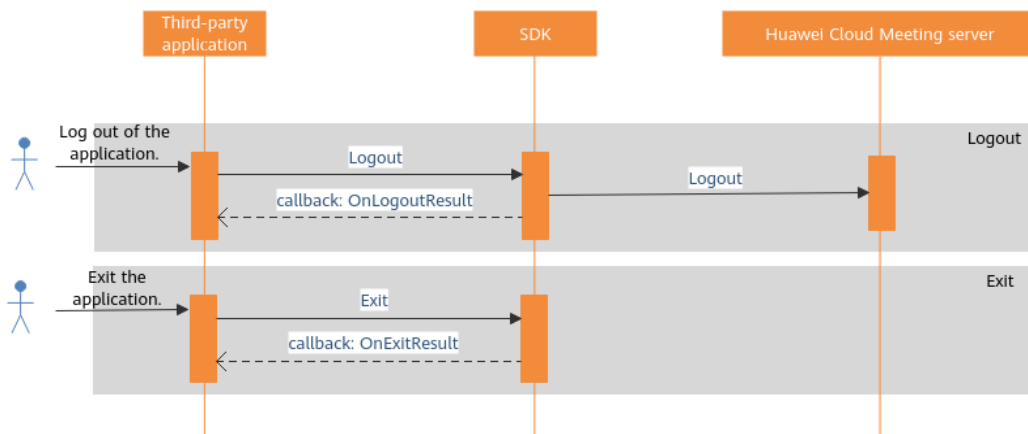 Third-party
application
SDK
Huawei Cloud Meeting server
Log out of the
application.
Logout
Logout
Logout
callback: OnLogoutResult
Exit the
application.
Exit
Exit
callback: OnExitResult